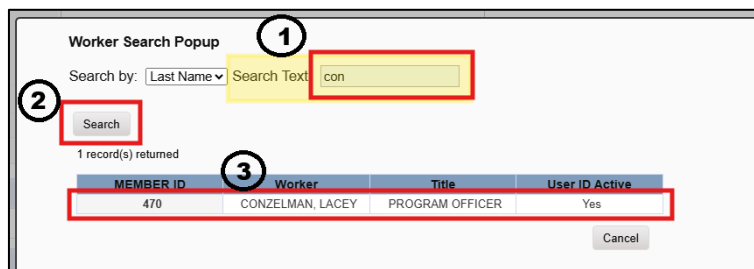 Worker Search Popup
1
Search by: Last Name Search Text con
2
Search
1 record(s) returned
3
MEMBER ID Worker Title User ID Active
470 CONZELMAN, LACEY PROGRAM OFFICER Yes
Cancel